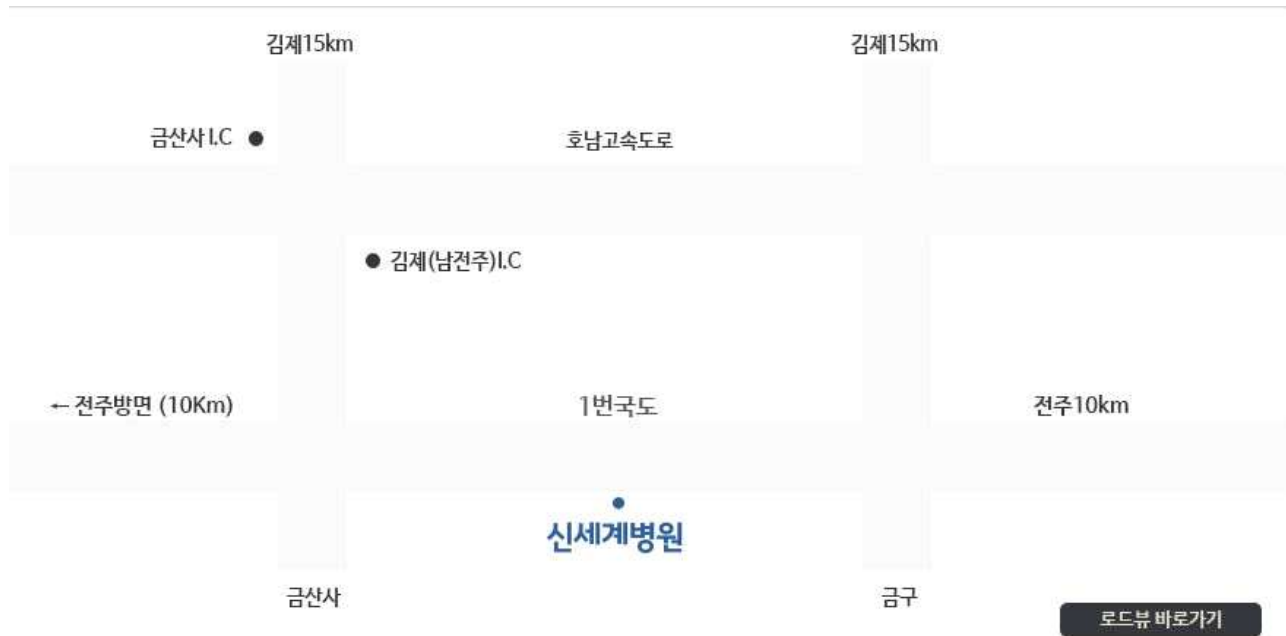 김제15km
김제15km
금산사 I.C
호남고속도로
김제(남전주)I.C
← 전주방면 (10Km)
1번국도
전주10km
신세계병원
금산사
금구
로드뷰 바로가기